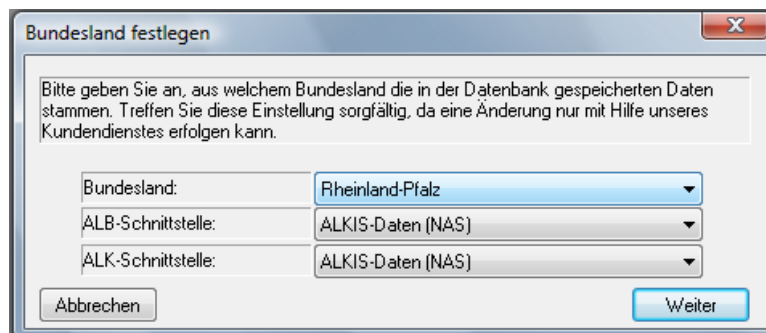 Bundesland festlegen
Bitte geben Sie an, aus welchem Bundesland die in der Datenbank gespeicherten Daten
stammen. Treffen Sie diese Einstellung sorgfältig, da eine Änderung nur mit Hilfe unseres
Kundendienstes erfolgen kann.
Bundesland: Rheinland-Pfalz
ALB-Schnittstelle: ALKIS-Daten (NAS)
ALK-Schnittstelle: ALKIS-Daten (NAS)
Abbrechen Weiter